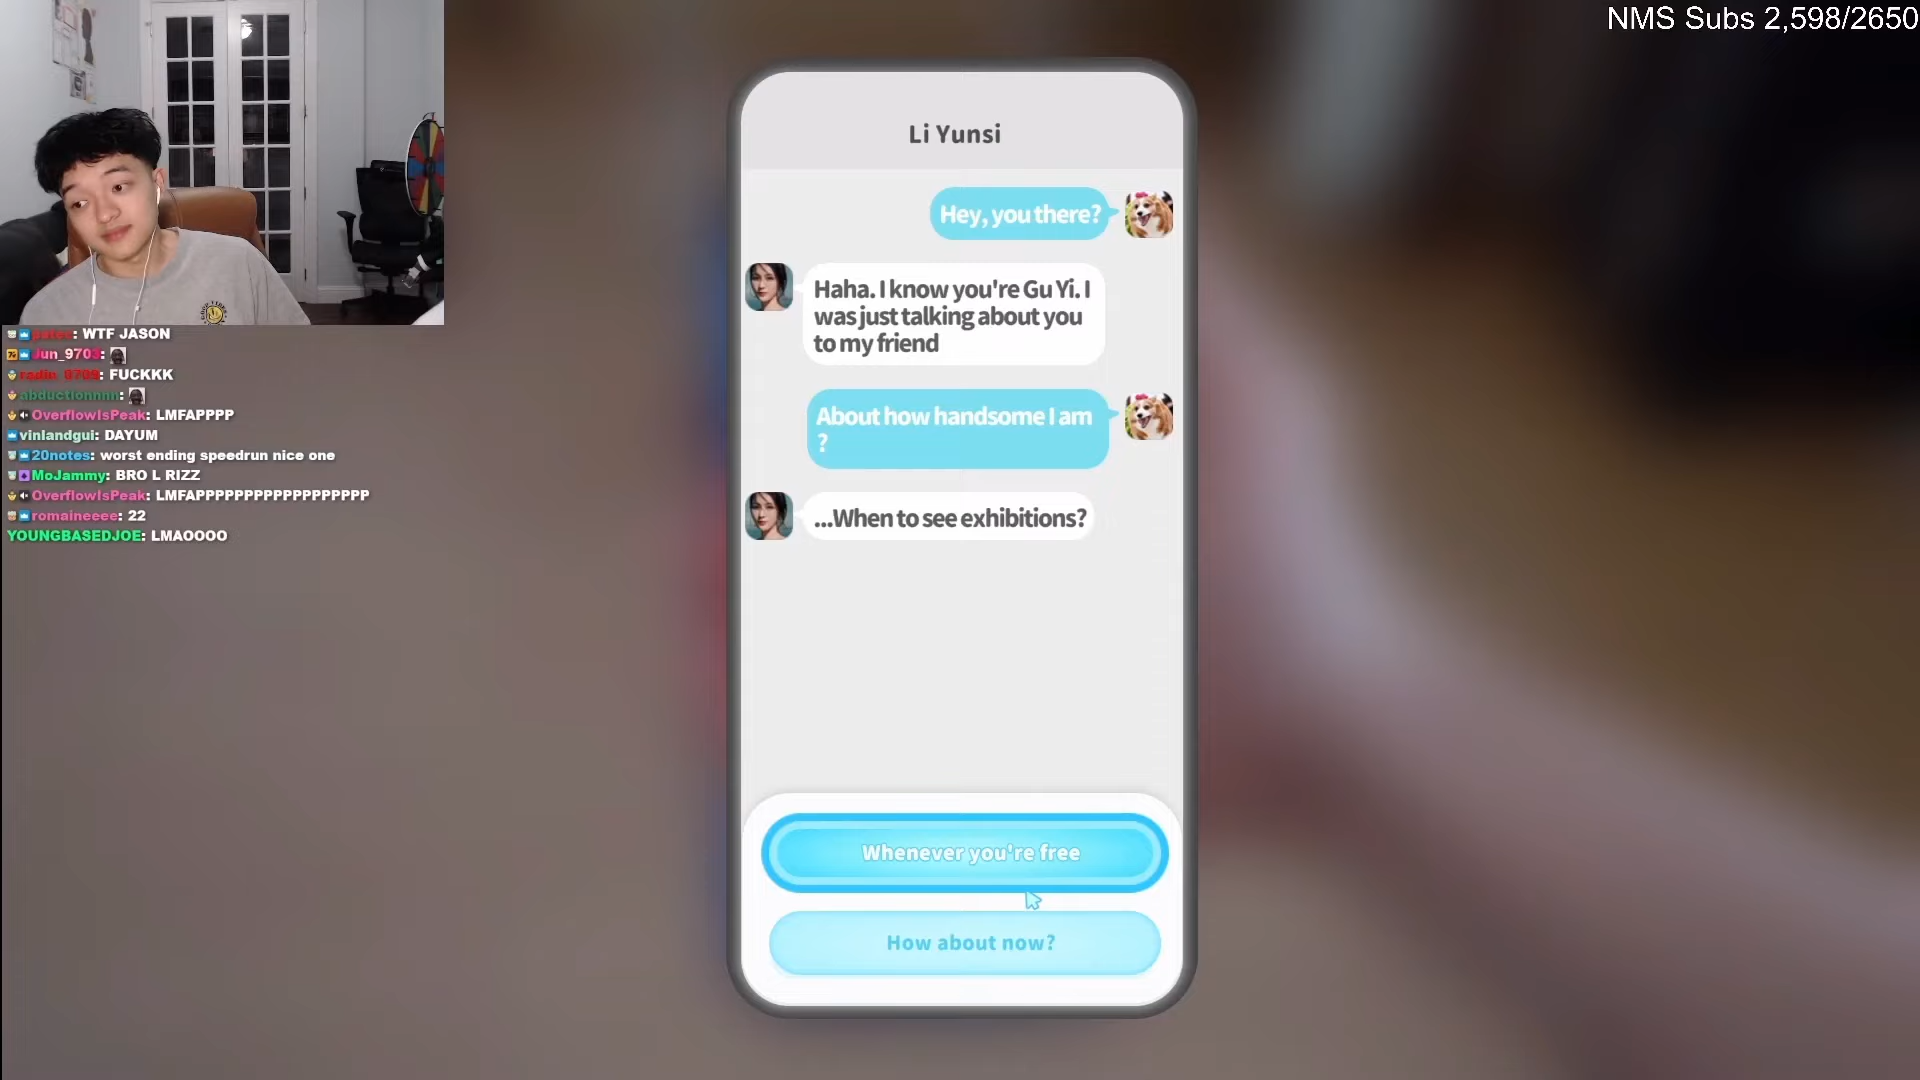 NMS Subs 2,598/2650
Li Yunsi
Hey, you there?
Haha. I know you're Gu Yi. I
was just talking about you
to my friend
About how handsome I am
?
...When to see exhibitions?
Whenever you're free
How about now?
: WTF JASON
Jun_9703:
: FUCKKK
abductionnnn:
OverflowIsPeak: LMFAPPPP
vinlandgui: DAYUM
20notes: worst ending speedrun nice one
MoJammy: BRO L RIZZ
OverflowIsPeak: LMFAPPPPPPPPPPPPPPPPPP
romaineeee: 22
YOUNGBASEDJOE: LMAOOOO